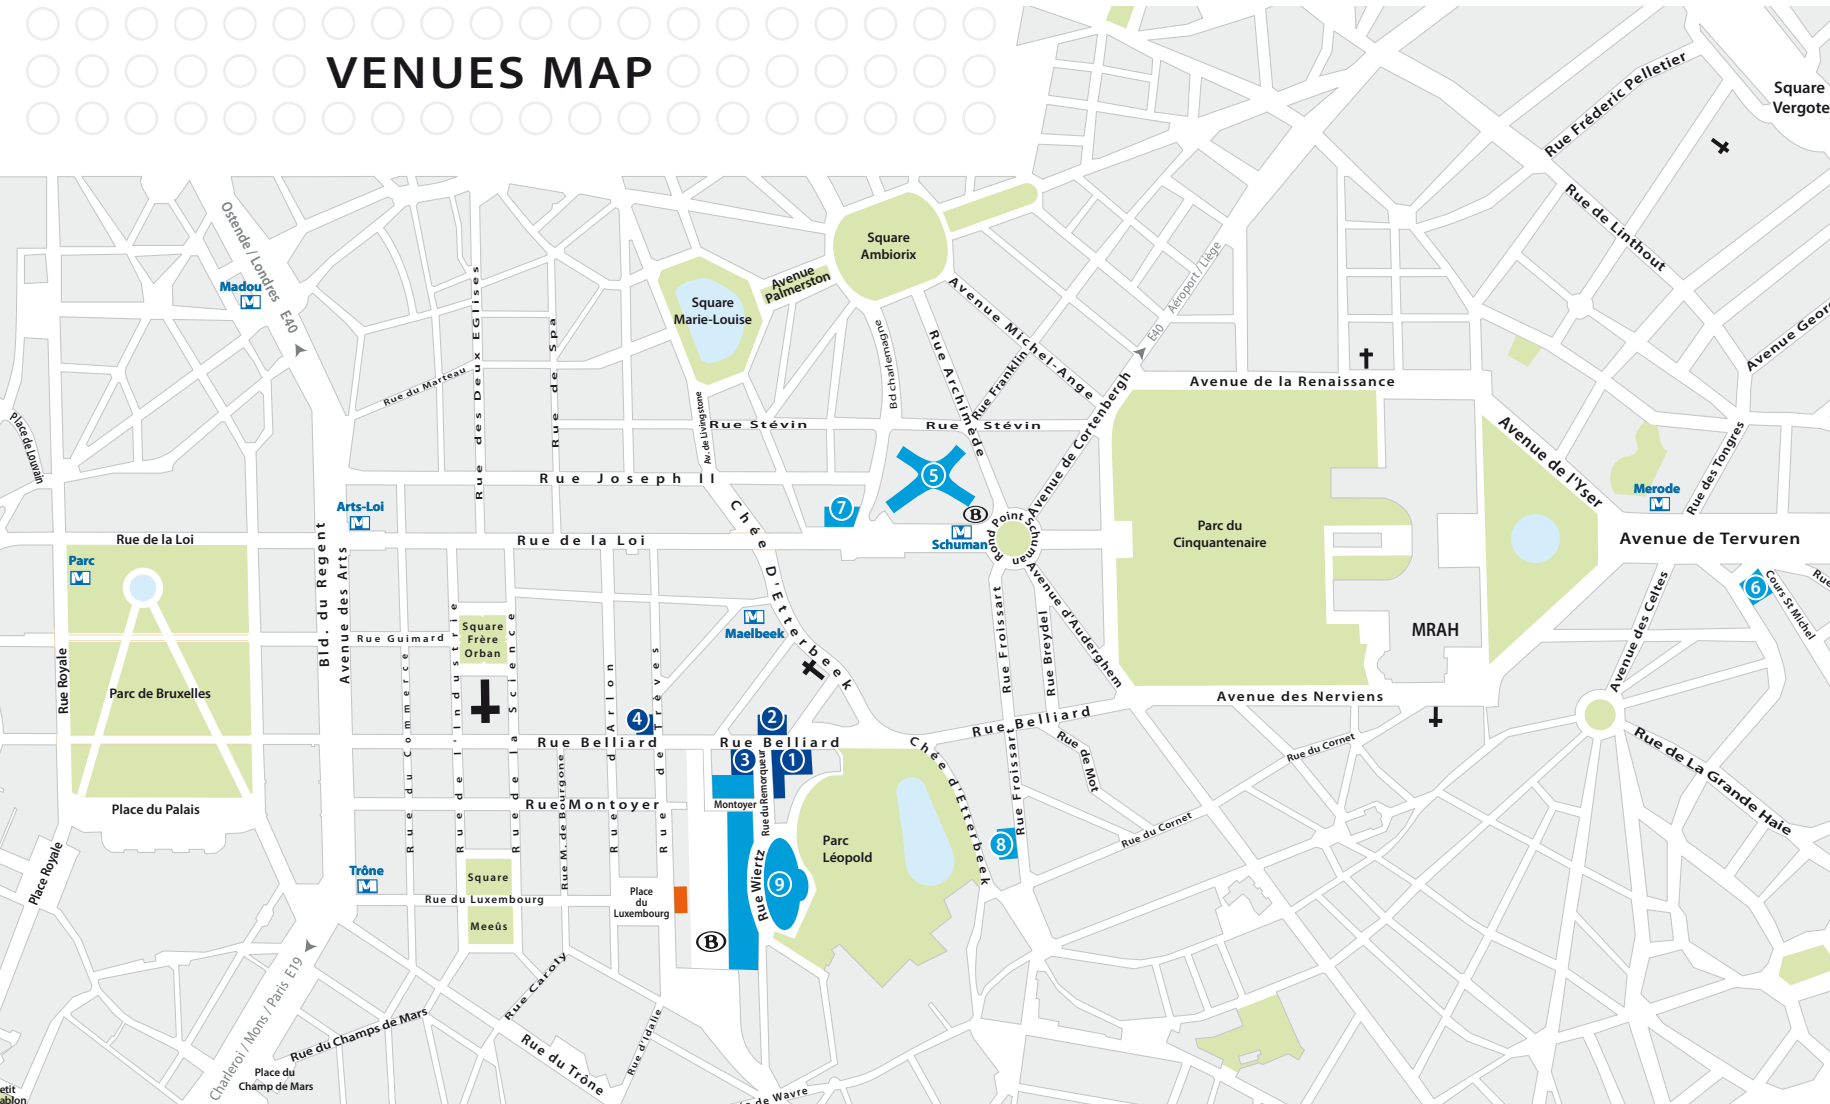 VENUES MAP
Square
Vergote
Rue Fréderic Pelletier
Rue de Linthout
Avenue Geor
Ostende / Londres E40
Madou
M
Square
Ambiorix
Avenue
Palmerston
Square
Marie-Louise
Aéroport / Liège
E40
Avenue Michel-Ange
Rue Archimède
Rue Franklin
Bd charlemagne
Rue des Deux Eglises
Rue de Spa
Rue du Marteau
Av. de Livingstone
Avenue de la Renaissance
Avenue de Cortenbergh
Rue Stévin
Rue Stévin
Place de Louvain
Avenue de l'Yser
Rue des Tongres
Rue Joseph II
5
7
Merode
M
Arts-Loi
M
B
Chée D'Etterbeek
Rond Point Schuman
Schuman
M
Parc du
Cinquantenaire
Rue de la Loi
Rue de la Loi
Avenue de Tervuren
Parc
M
Bld. du Regent
Avenue des Arts
6
Cours St Michel
Rue
Avenue d'Auderghem
Rue Froissart
Rue Breydel
Avenue des Celtes
M
Maelbeek
MRAH
Rue Guimard
Square
Frère
Orban
Rue Royale
Parc de Bruxelles
Rue du Commerce
Rue de l'Industrie
Rue de la Science
Rue d'Arlon
Rue de Trèves
Avenue des Nerviens
4
2
Rue Belliard
Rue Belliard
Rue Belliard
3
1
Chée d'Etterbeek
Rue Froissart
Rue de Mot
Rue du Cornet
Rue de La Grande Haie
Rue M. de Bourgone
Rue du Remorqueur
Place du Palais
Rue Montoyer
Montoyer
Rue du Cornet
Parc
Léopold
8
Place Royale
Trône
M
Square
Meeûs
Rue du Luxembourg
Place
du
Luxembourg
Rue Wiertz
9
B
Charleroi / Mons / Paris E19
Rue Caroly
Rue du Champs de Mars
Rue du Trône
Rue d'Idalie
Place du
Champ de Mars
etit
ablon
de Wavre